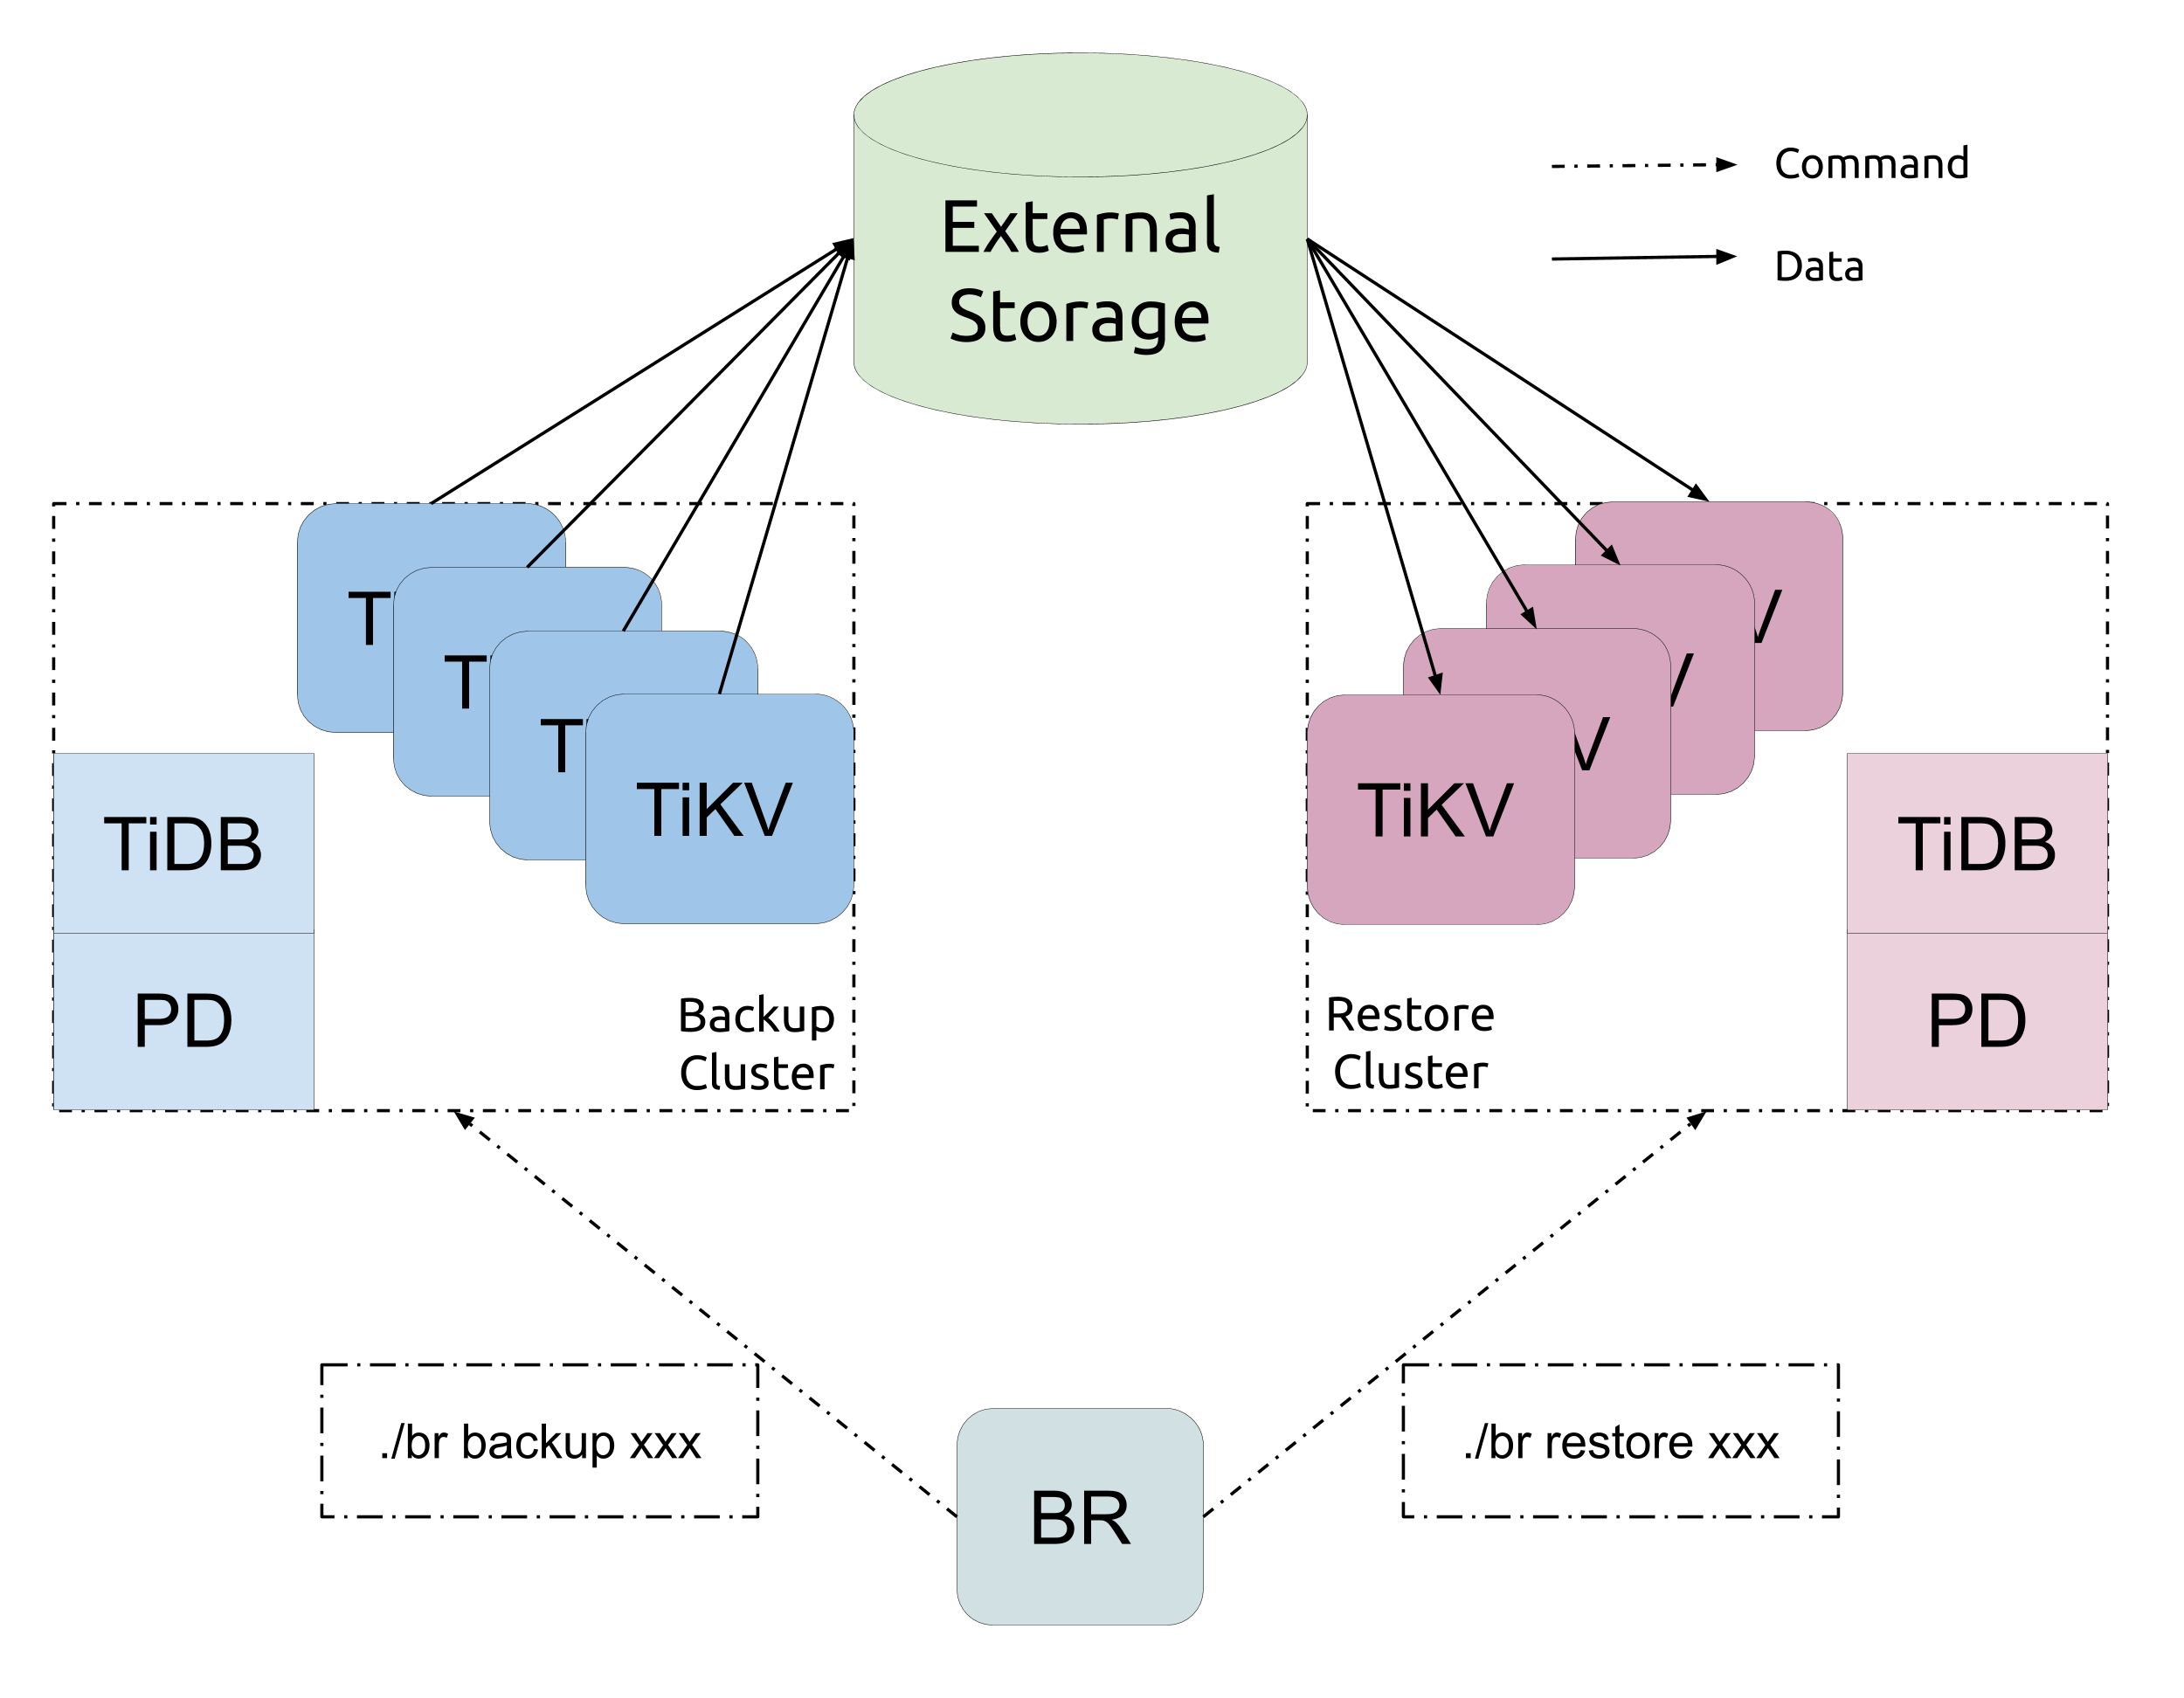 External
Storage
Command
Data
TiKV
TiKV
TiDB
TiDB
PD
PD
Backup
Cluster
Restore
Cluster
./br backup xxx
./br restore xxx
BR